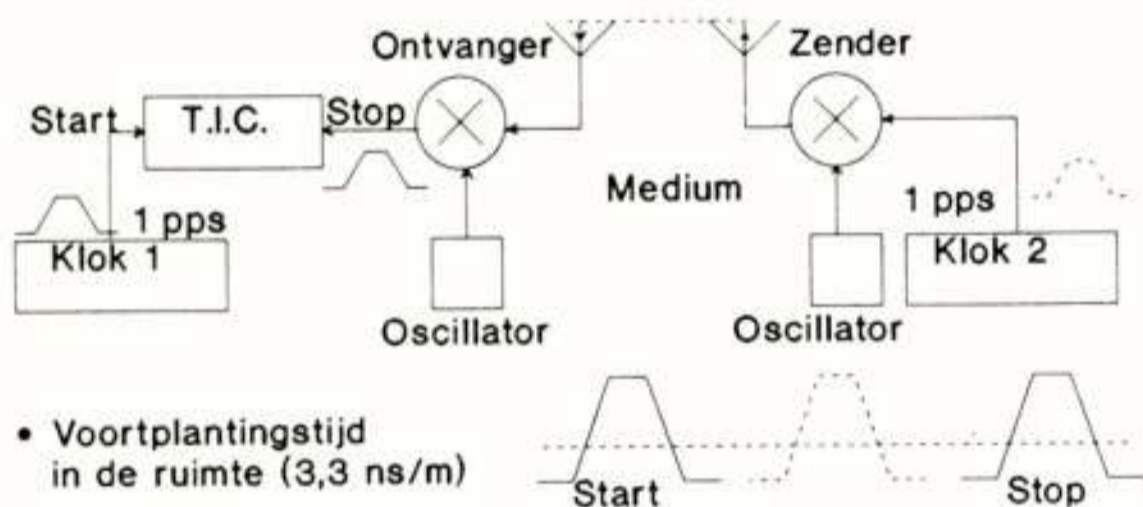 Ontvanger
Zender
Start
T.I.C.
Stop
Medium
1 pps
1 pps
Klok 1
Klok 2
Oscillator
Oscillator
• Voortplantingstijd
in de ruimte (3,3 ns/m)
Start
Stop